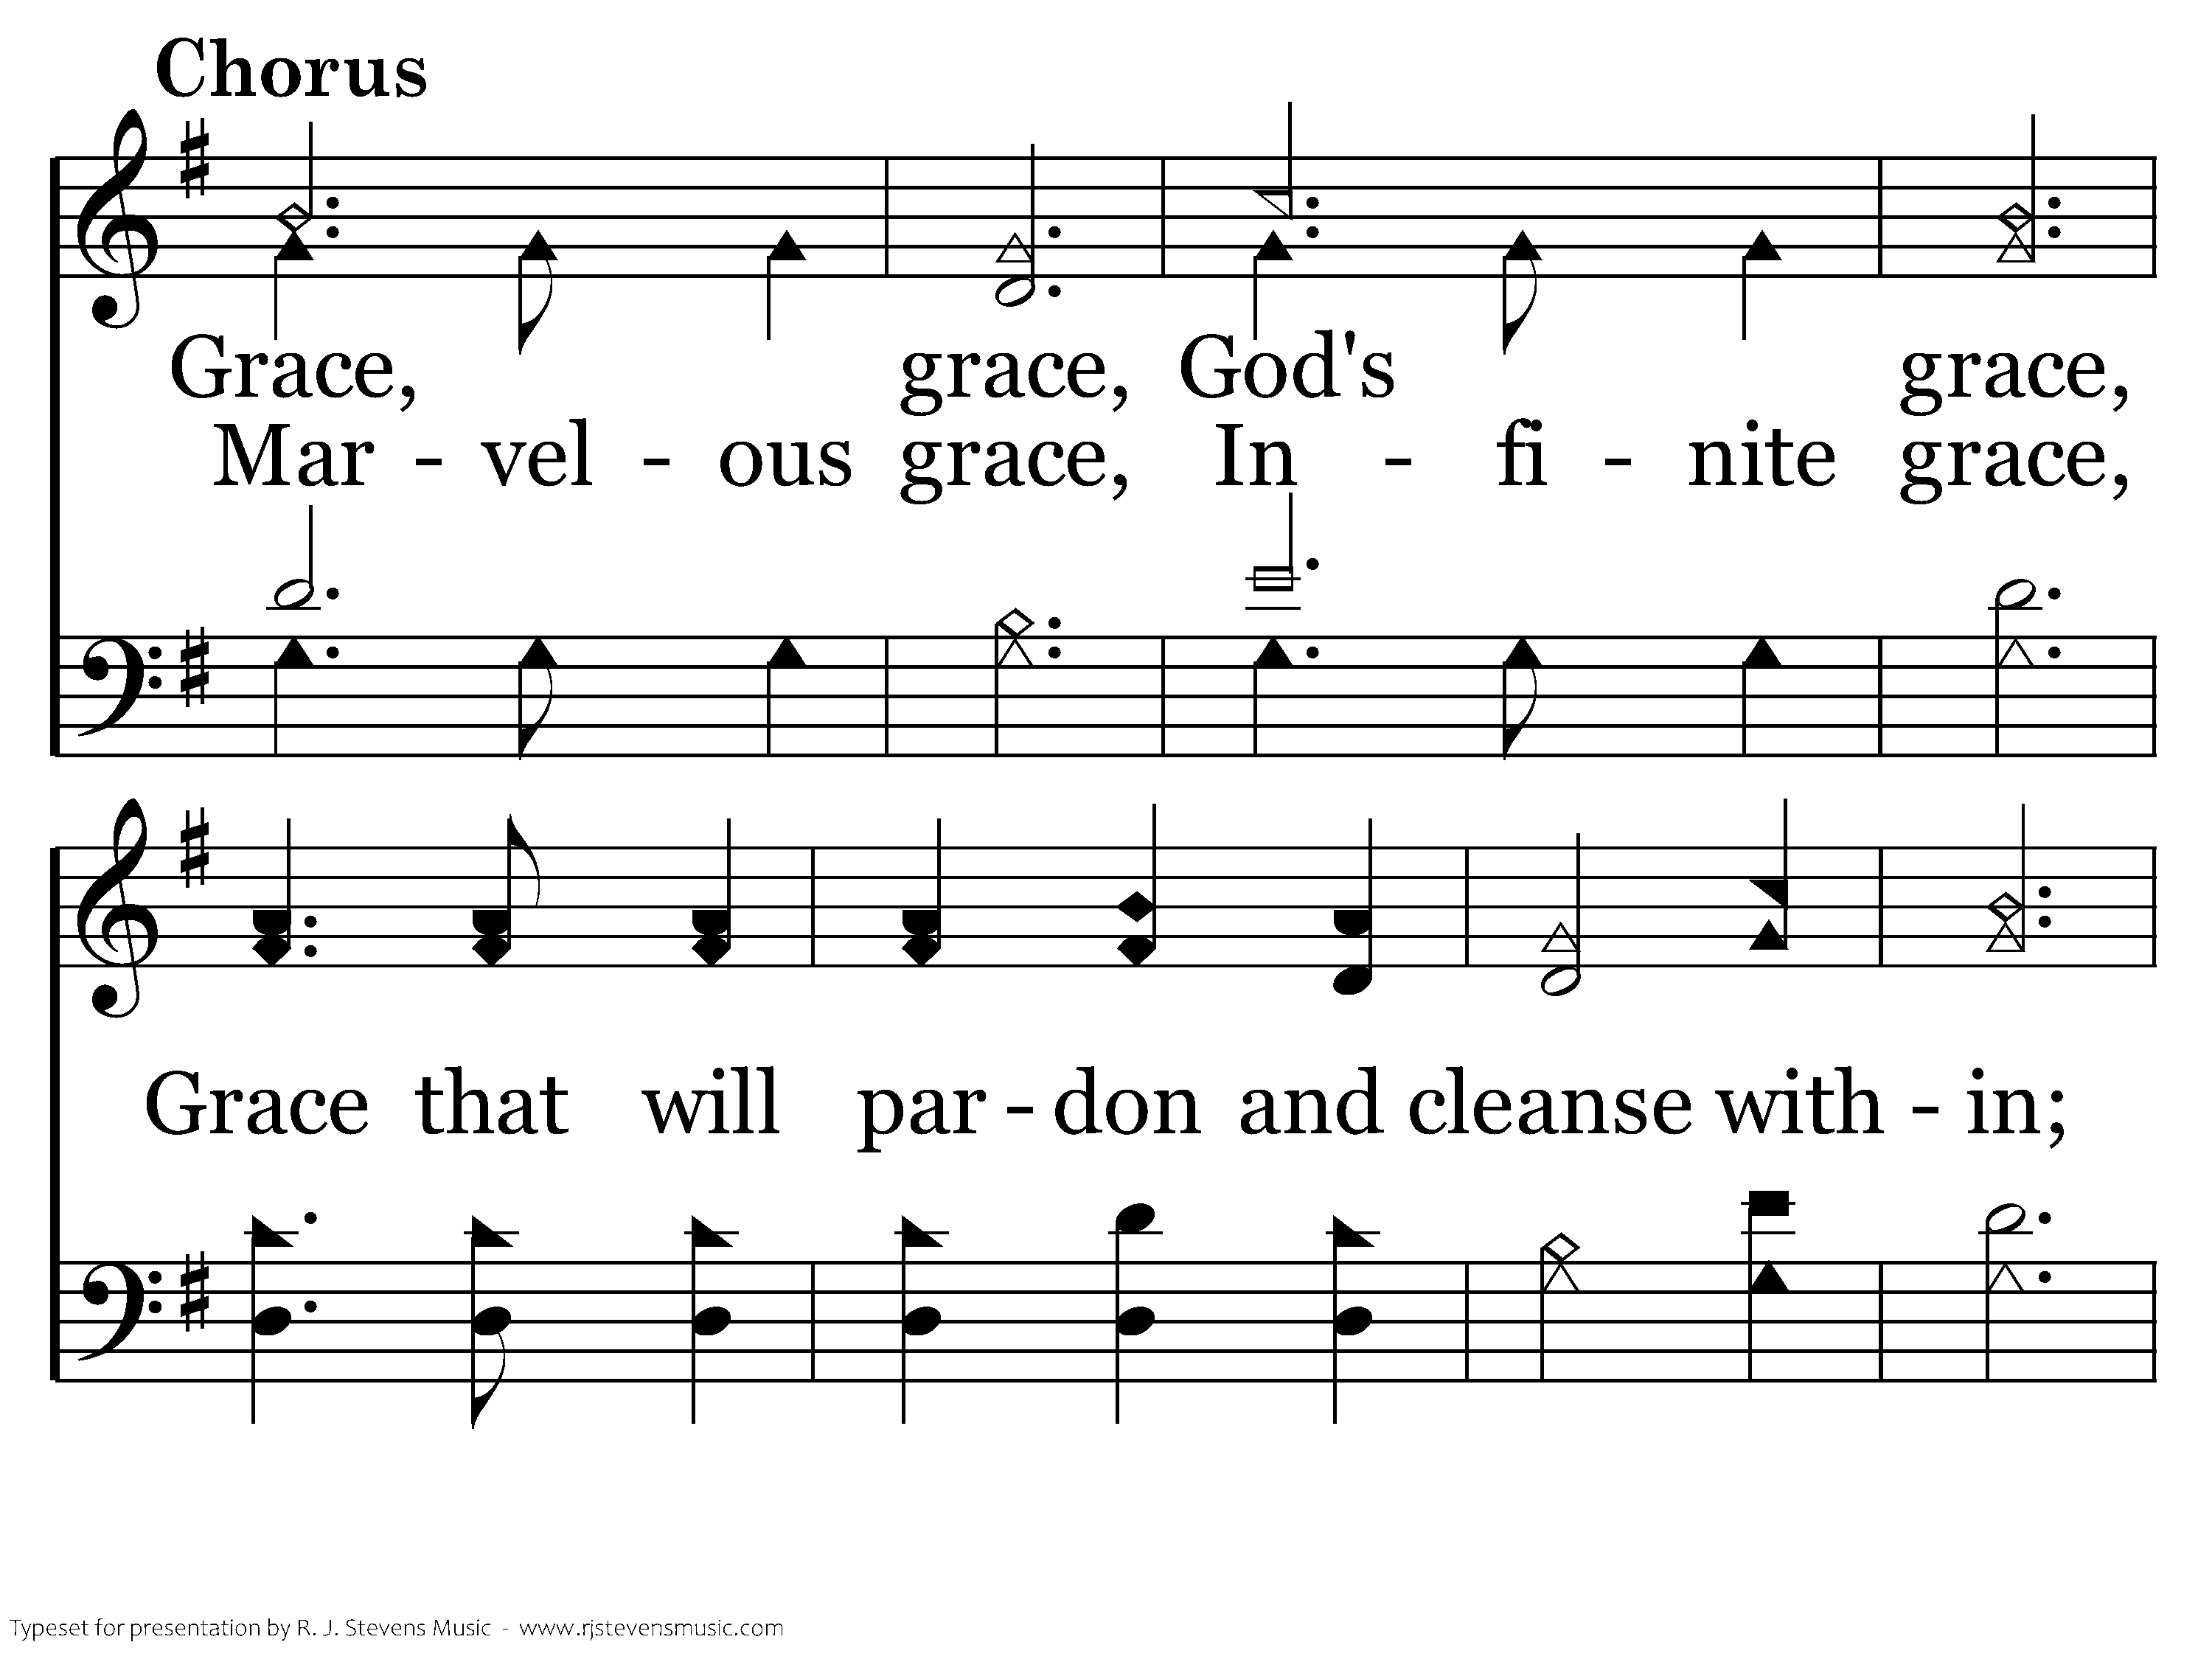 Chorus
Grace, grace, God's grace,
Mar - vel - ous grace, In - fi - nite grace,
Grace that will par - don and cleanse with - in;
Typeset for presentation by R. J. Stevens Music - www.rjstevensmusic.com